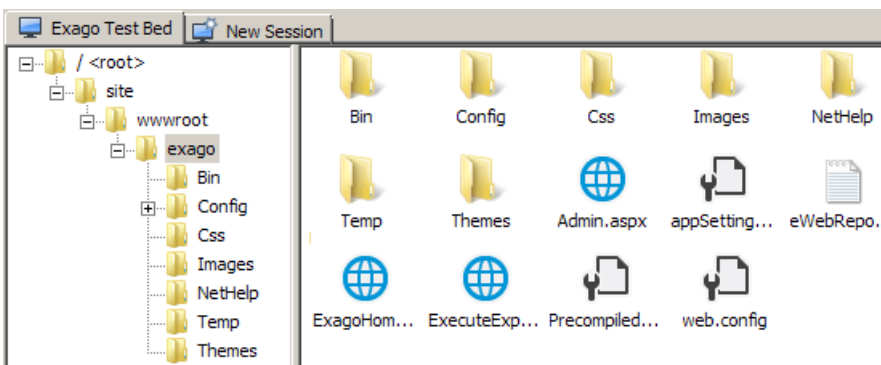 Exago Test Bed New Session
/ <root>
site
wwwroot
exago
Bin
Config
Css
Images
NetHelp
Temp
Themes
Bin Config Css Images NetHelp
Temp Themes Admin.aspx appSetting... eWebRepo.
ExagoHom... ExecuteExp... Precompiled... web.config